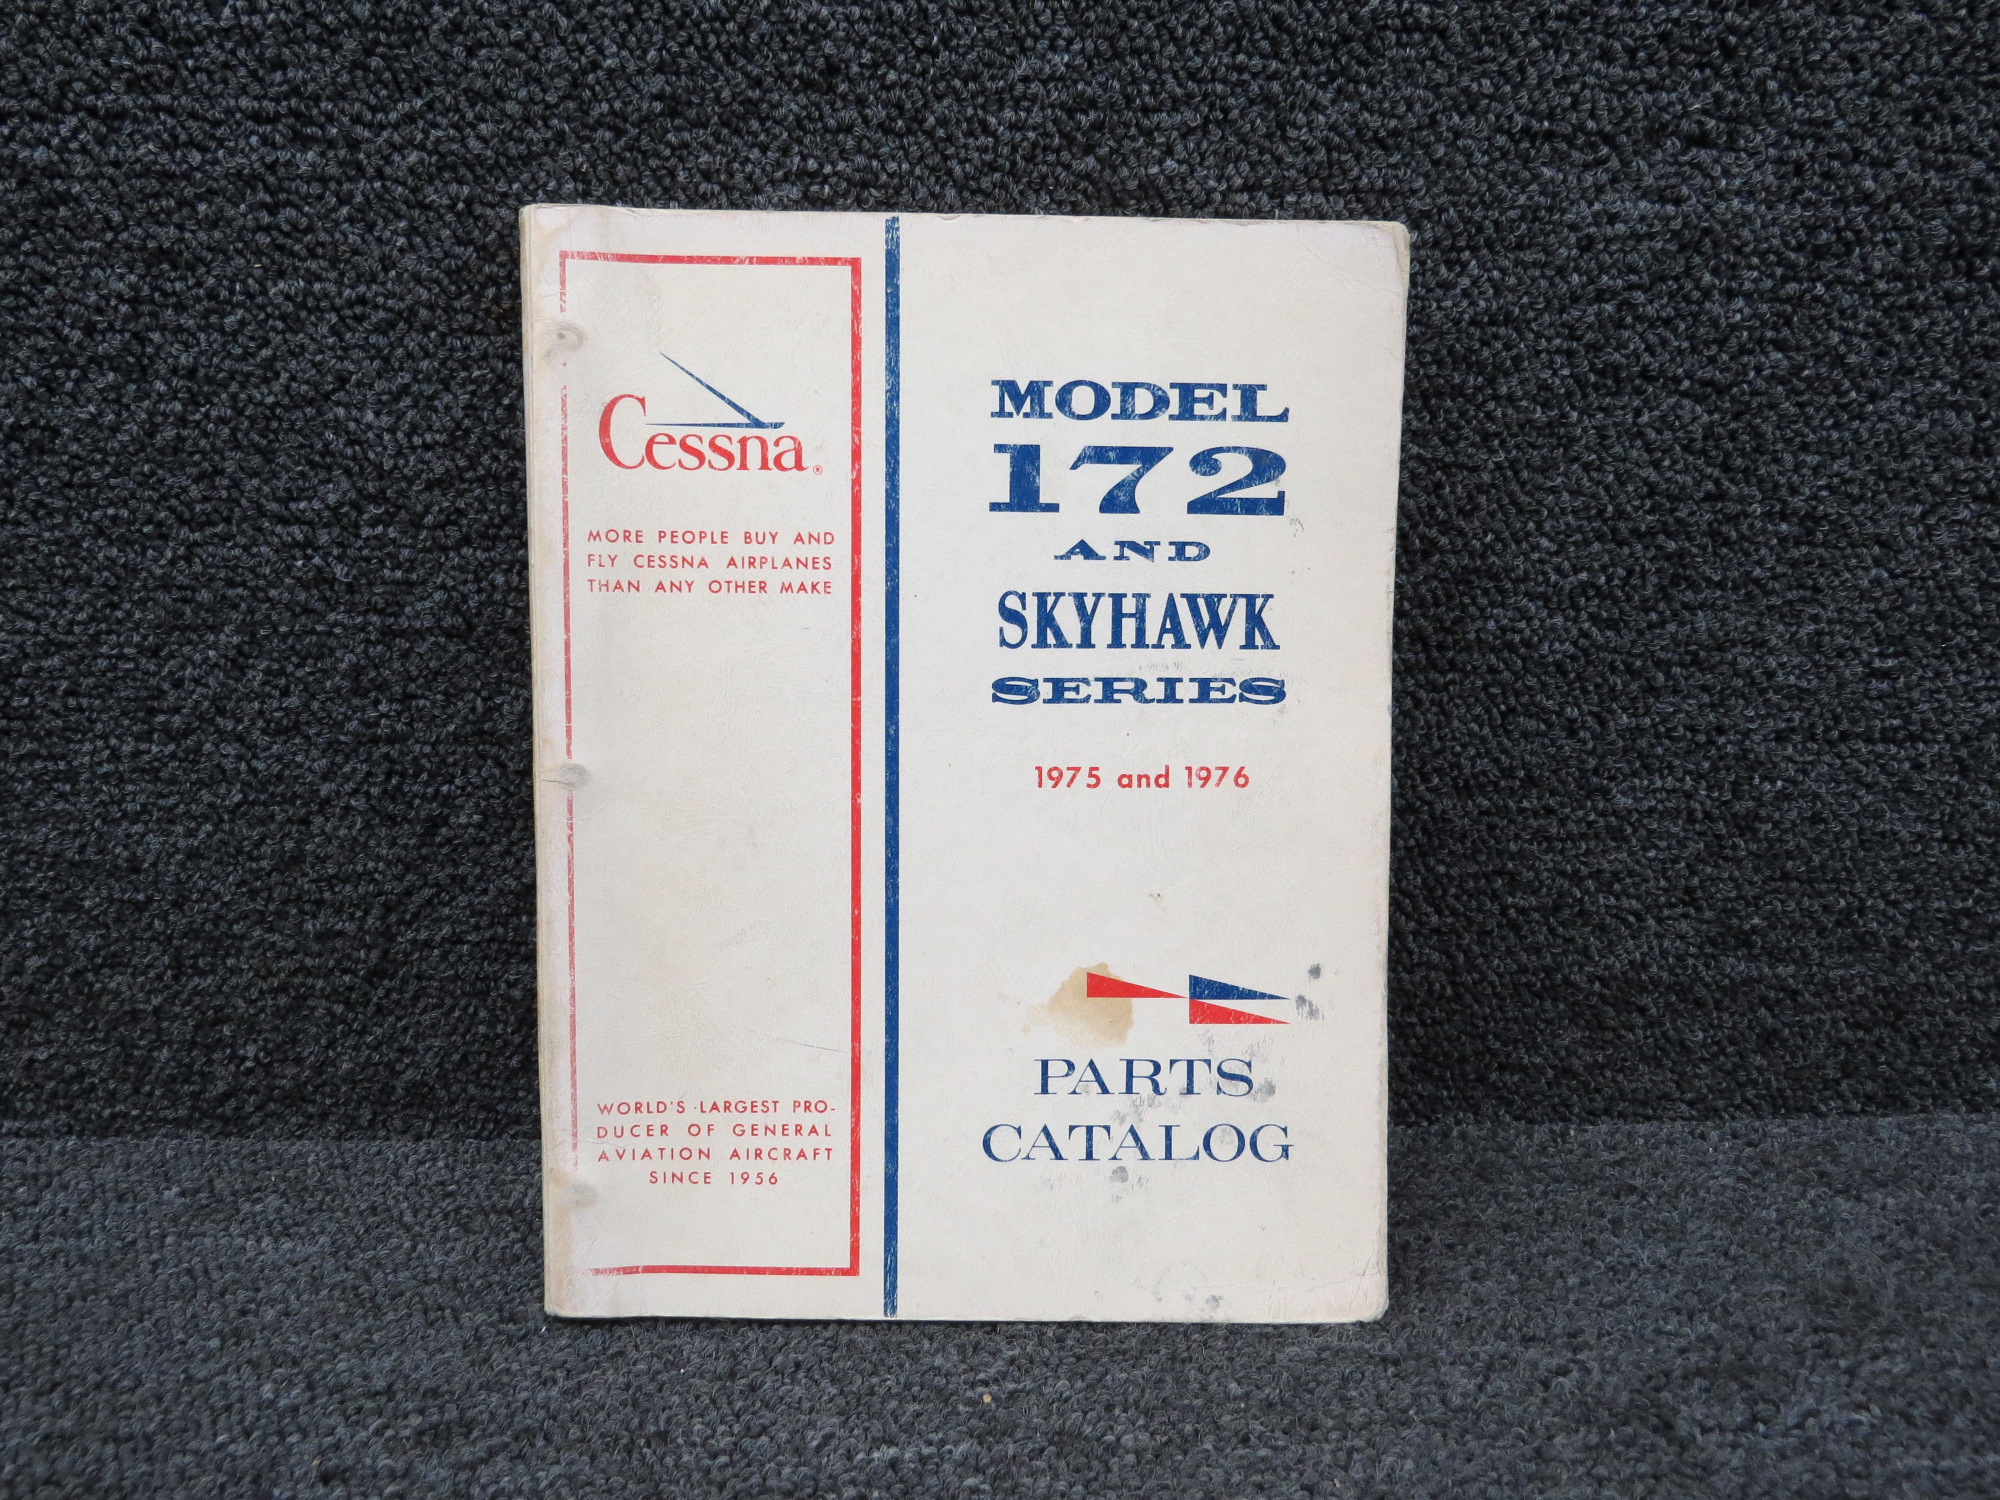 Cessna®
MORE PEOPLE BUY AND
FLY CESSNA AIRPLANES
THAN ANY OTHER MAKE
WORLD'S LARGEST PRO-
DUCER OF GENERAL
AVIATION AIRCRAFT
SINCE 1956
MODEL
172
AND
SKYHAWK
SERIES
1975 and 1976
PARTS
CATALOG